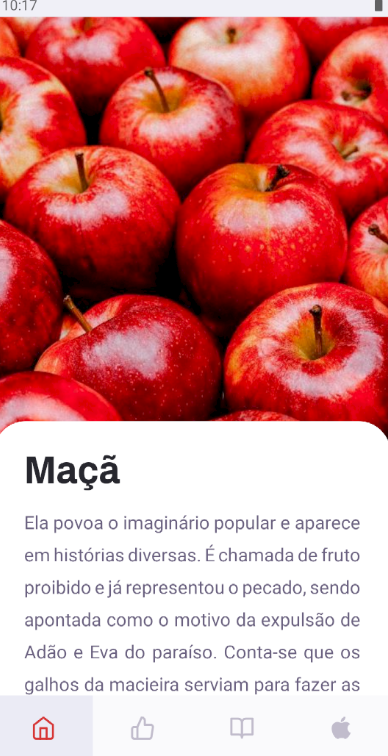 10:17
Maçã
Ela povoa o imaginário popular e aparece
em histórias diversas. É chamada de fruto
proibido e já representou o pecado, sendo
apontada como o motivo da expulsão de
Adão e Eva do paraíso. Conta-se que os
galhos da macieira serviam para fazer as